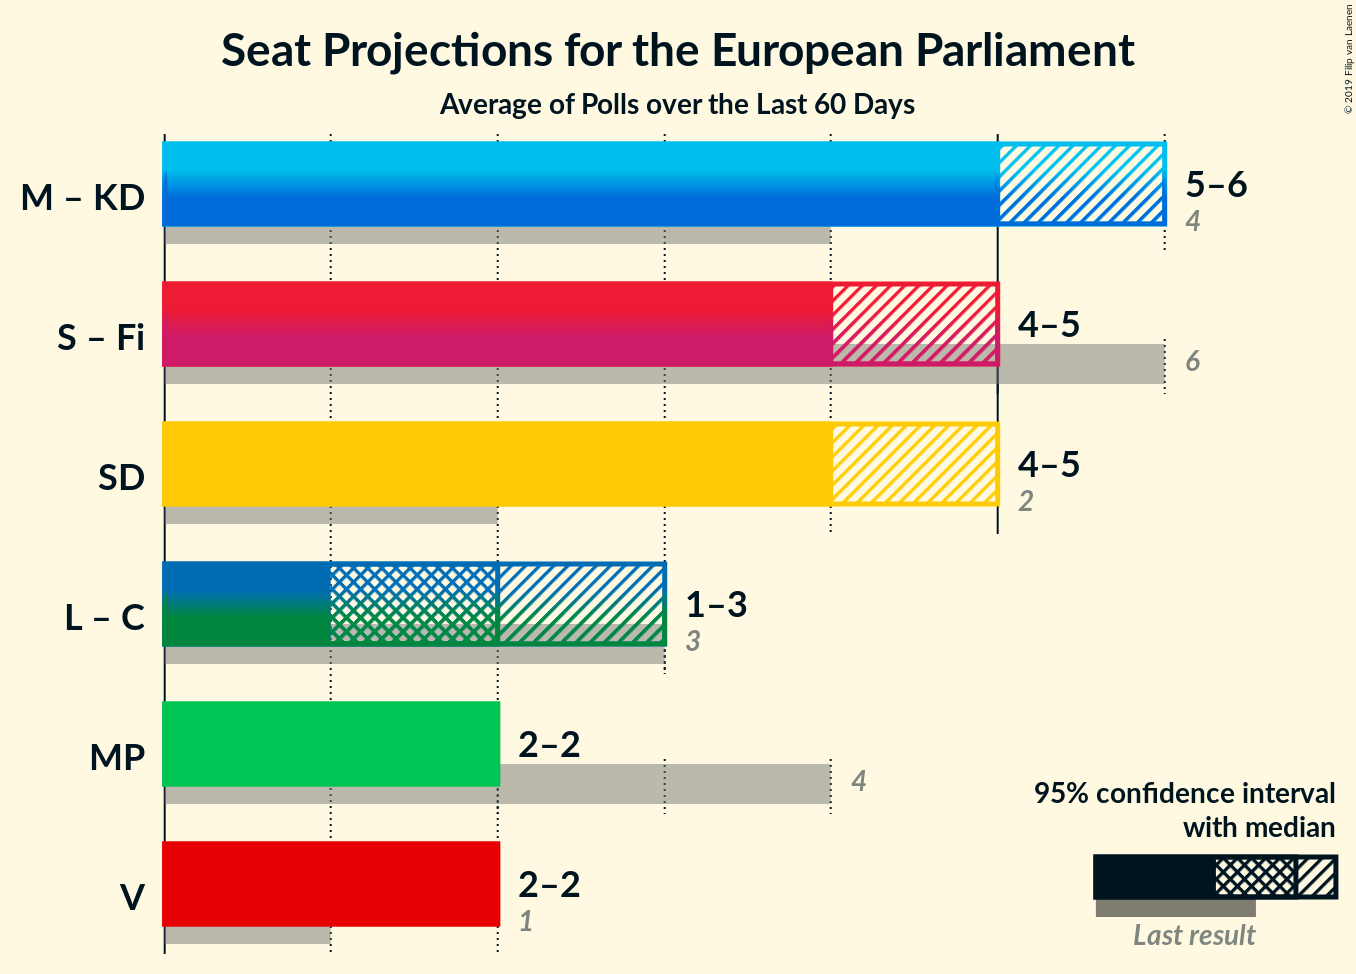 Seat Projections for the European Parliament
Average of Polls over the Last 60 Days
© 2019 Filip van Laenen
M – KD
5–6
4
S – Fi
4–5
6
SD
4–5
2
L – C
1–3
3
MP
2–2
4
V
2–2
1
95% confidence interval
with median
Last result